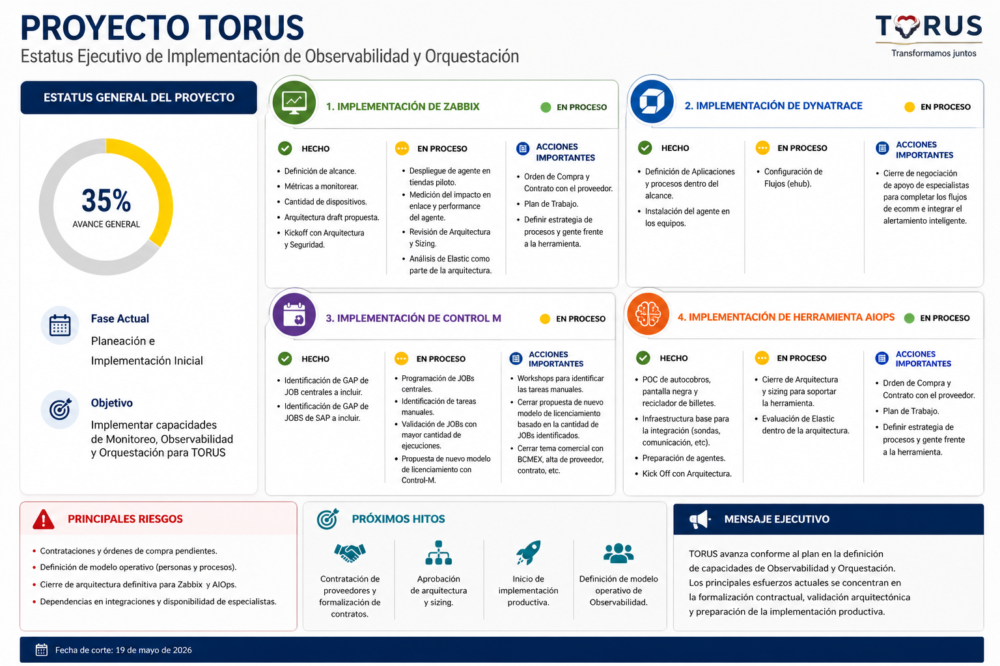 PROYECTO TORUS
Estatus Ejecutivo de Implementación de Observabilidad y Orquestación
TORUS
Transformamos juntos
ESTATUS GENERAL DEL PROYECTO
35%
AVANCE GENERAL
Fase Actual
Planeación e
Implementación Inicial
Objetivo
Implementar capacidades
de Monitoreo, Observabilidad
y Orquestación para TORUS
1. IMPLEMENTACIÓN DE ZABBIX
EN PROCESO
HECHO
• Definición de alcance.
• Métricas a monitorear.
• Cantidad de dispositivos.
• Arquitectura draft propuesta.
• Kickoff con Arquitectura
y Seguridad.
EN PROCESO
• Despliegue de agente en
tiendas piloto.
• Medición del impacto en
enlace y performance
del agente.
• Revisión de Arquitectura
y Sizing.
• Análisis de Elastic como
parte de la arquitectura.
ACCIONES
IMPORTANTES
• Orden de Compra y
Contrato con el proveedor.
• Plan de Trabajo.
• Definir estrategia de
procesos y gente frente
a la herramienta.
2. IMPLEMENTACIÓN DE DYNATRACE
EN PROCESO
HECHO
• Definición de Aplicaciones
y procesos dentro del
alcance.
• Instalación del agente en
los equipos.
EN PROCESO
• Configuración de
Flujos (ehub).
ACCIONES
IMPORTANTES
• Cierre de negociación
de apoyo de especialistas
para completar los flujos
de ecomm e integrar el
alertamiento inteligente.
3. IMPLEMENTACIÓN DE CONTROL M
EN PROCESO
HECHO
• Identificación de GAP de
JOB centrales a incluir.
• Identificación de GAP de
JOBS de SAP a incluir.
EN PROCESO
• Programación de JOBs
centrales.
• Identificación de tareas
manuales.
• Validación de JOBs con
mayor cantidad de
ejecuciones.
• Propuesta de nuevo modelo
de licenciamiento con
Control-M.
ACCIONES
IMPORTANTES
• Workshops para identificar
las tareas manuales.
• Cerrar propuesta de nuevo
modelo de licenciamiento
basado en la cantidad de
JOBs identificados.
• Cerrar tema comercial con
BCMEX, alta de proveedor,
contrato, etc.
4. IMPLEMENTACIÓN DE HERRAMIENTA AIOPS
EN PROCESO
HECHO
• POC de autocobros,
pantalla negra y
reciclador de billetes.
• Infraestructura base para
la integración (sondas,
comunicación, etc).
• Preparación de agentes.
• Kick Off con Arquitectura.
EN PROCESO
• Cierre de Arquitectura
y sizing para soportar
la herramienta.
• Evaluación de Elastic
dentro de la arquitectura.
ACCIONES
IMPORTANTES
• Drden de Compra y
Contrato con el proveedor.
• Plan de Trabajo.
• Definir estrategia de
procesos y gente frente
a la herramienta.
PRINCIPALES RIESGOS
• Contrataciones y órdenes de compra pendientes.
• Definición de modelo operativo (personas y procesos).
• Cierre de arquitectura definitiva para Zabbix y AIOps.
• Dependencias en integraciones y disponibilidad de especialistas.
PRÓXIMOS HITOS
Contratación de
proveedores y
formalización de
contratos.
Aprobación
de arquitectura
y sizing.
Inicio de
implementación
productiva.
Definición de modelo
operativo de
Observabilidad.
MENSAJE EJECUTIVO
TORUS avanza conforme al plan en la definición
de capacidades de Observabilidad y Orquestación.
Los principales esfuerzos actuales se concentran en
la formalización contractual, validación arquitectónica
y preparación de la implementación productiva.
Fecha de corte: 19 de mayo de 2026